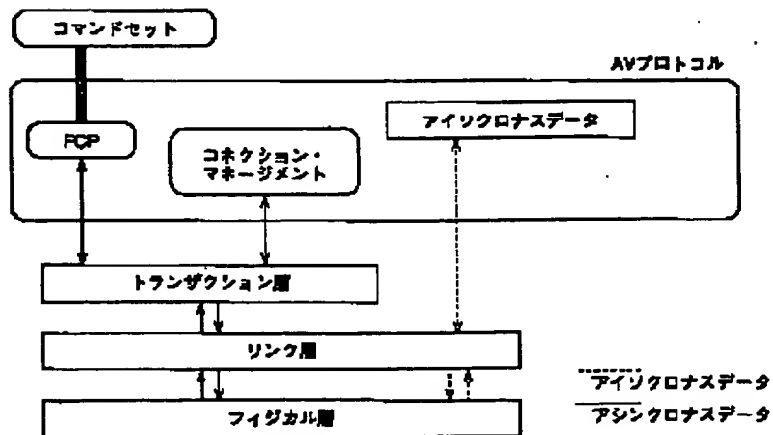 コマンドセット
AVプロトコル
FCP
コネクション・
マネージメント
アイソクロナスデータ
トランザクション層
リンク層
フィジカル層
アイソクロナスデータ
アシンクロナスデータ